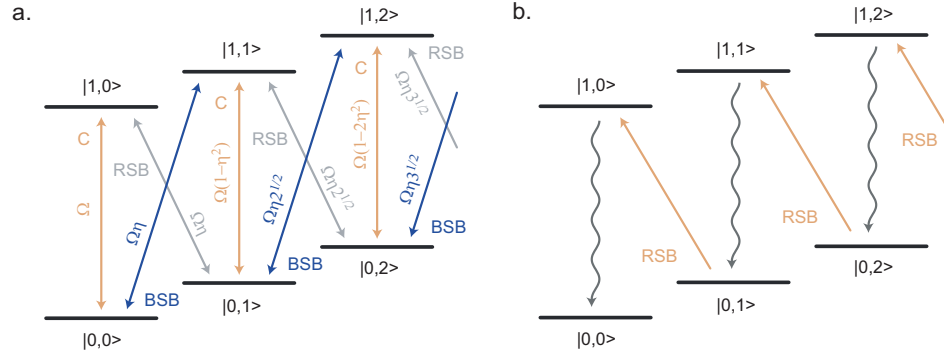 a.
|1,2>
RSB
|1,1>
C
Ωη3^1/2
|1,0>
C
C
RSB
RSB
Ω
Ωη
Ωη
Ω(1−η²)
Ωη2^1/2
Ωη2^1/2
Ω(1-2η²)
Ωη3^1/2
BSB
BSB
BSB
|0,2>
|0,1>
|0,0>
b.
|1,2>
|1,1>
|1,0>
RSB
RSB
RSB
|0,2>
|0,1>
|0,0>